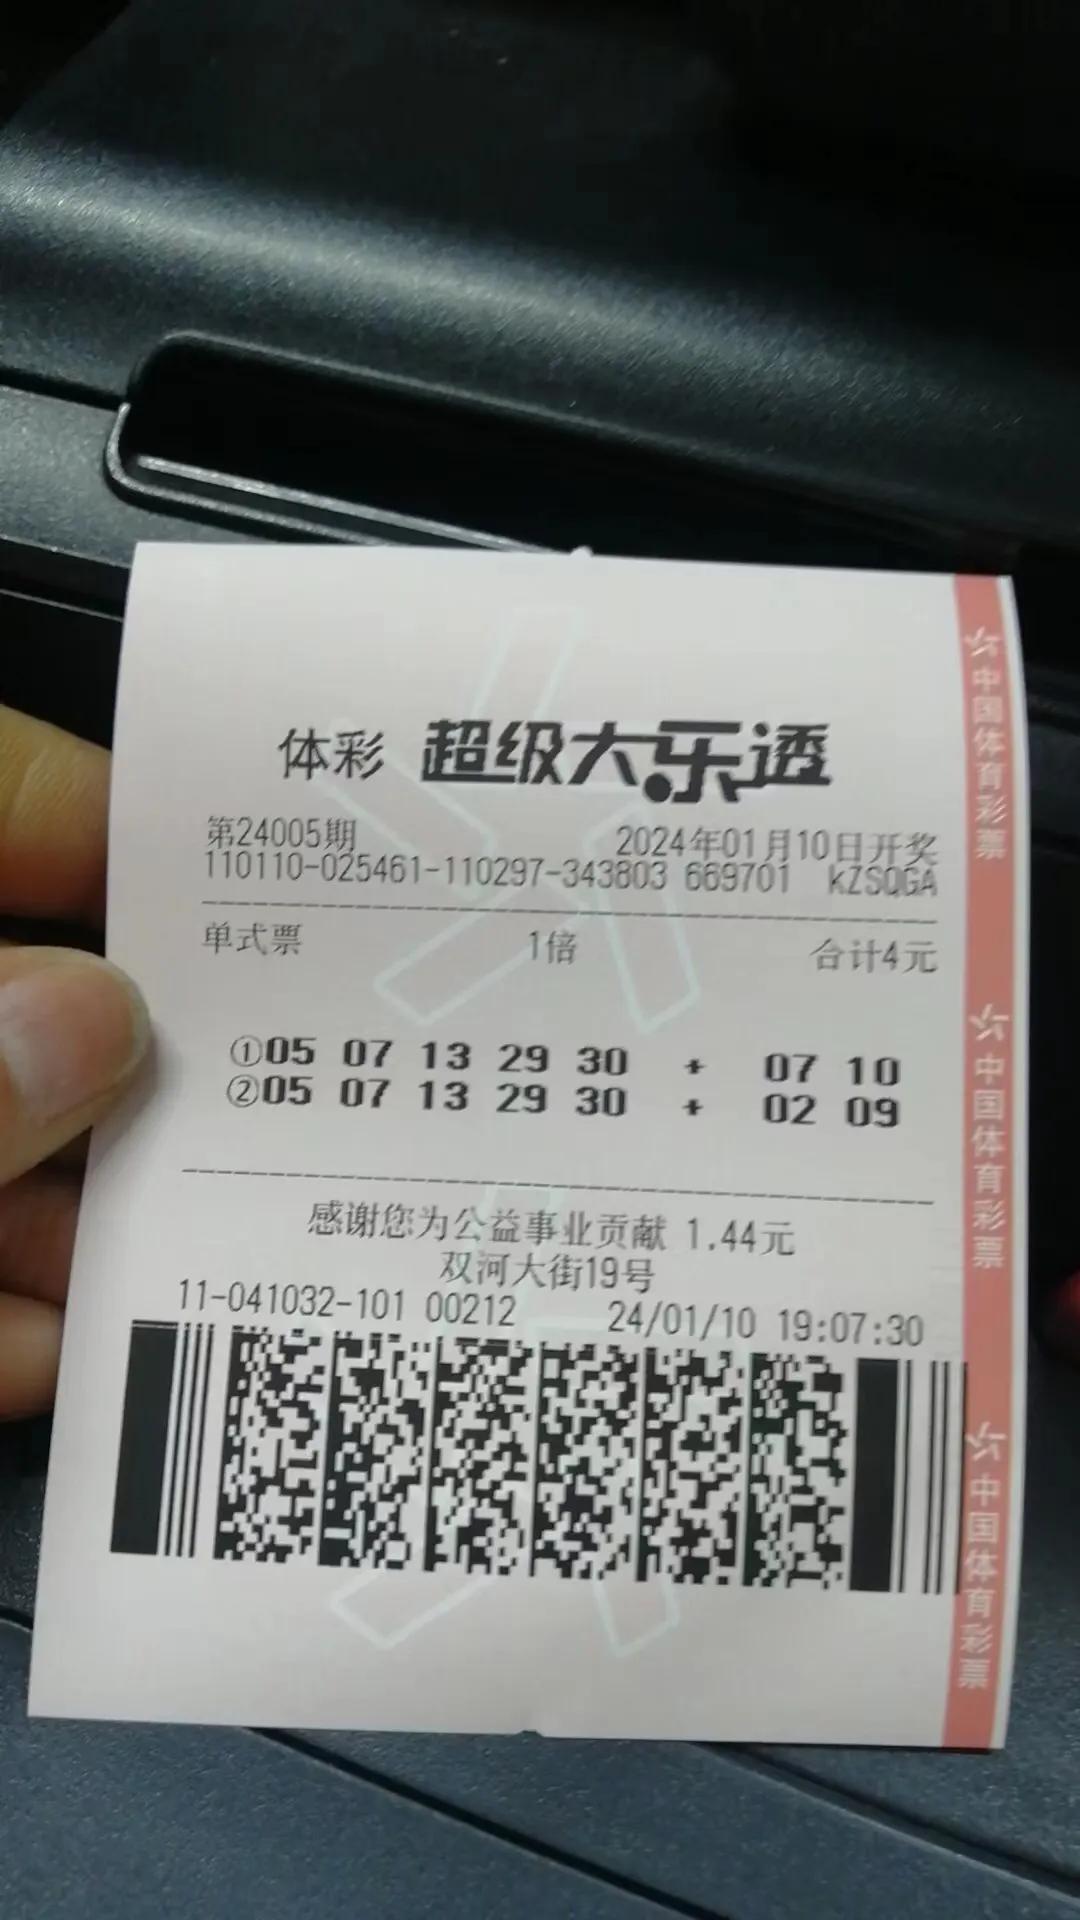 体彩 超级大乐透
第24005期 2024年01月10日开奖
110110-025461-110297-343803 669701 kZSQGA
单式票 1倍 合计4元
①05 07 13 29 30 + 07 10
②05 07 13 29 30 + 02 09
感谢您为公益事业贡献 1.44元
双河大街19号
11-041032-101 00212 24/01/10 19:07:30
中国体育彩票
中国体育彩票
中国体育彩票